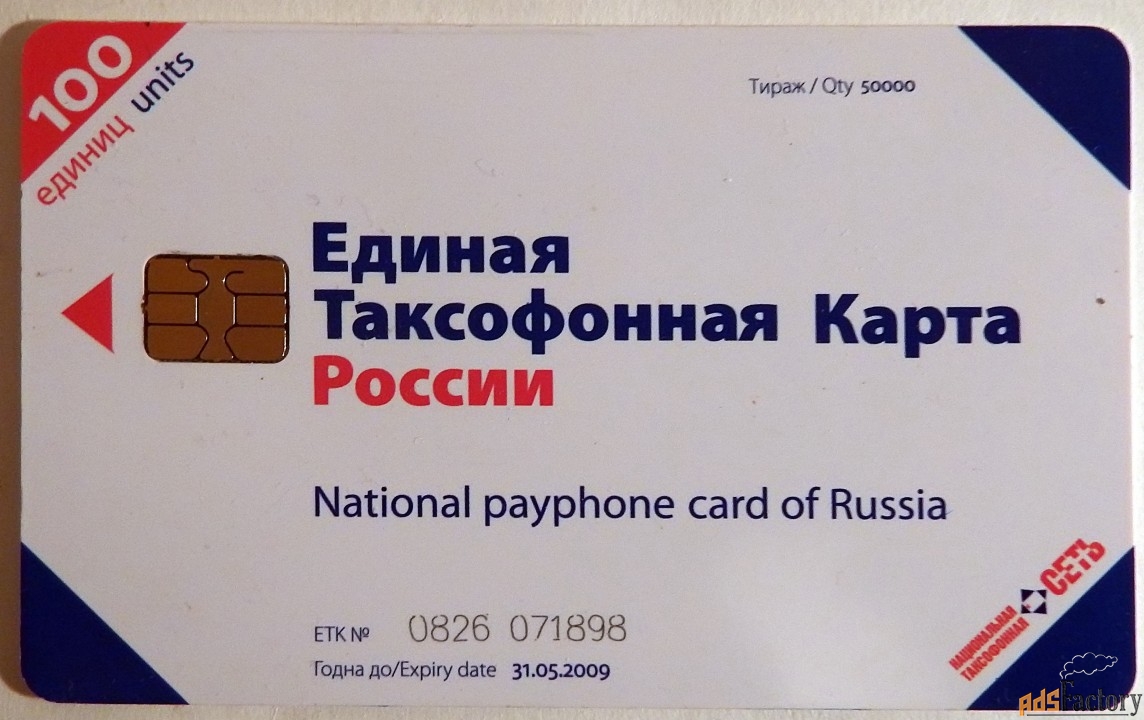 100
единиц units
Тираж / Qty 50000
Единая
Таксофонная Карта
России
National payphone card of Russia
ЕТК № 0826 071898
Годна до/Expiry date 31.05.2009
НАЦИОНАЛЬНАЯ
ТАКСОФОННАЯ
СЕТЬ
AdsFactory